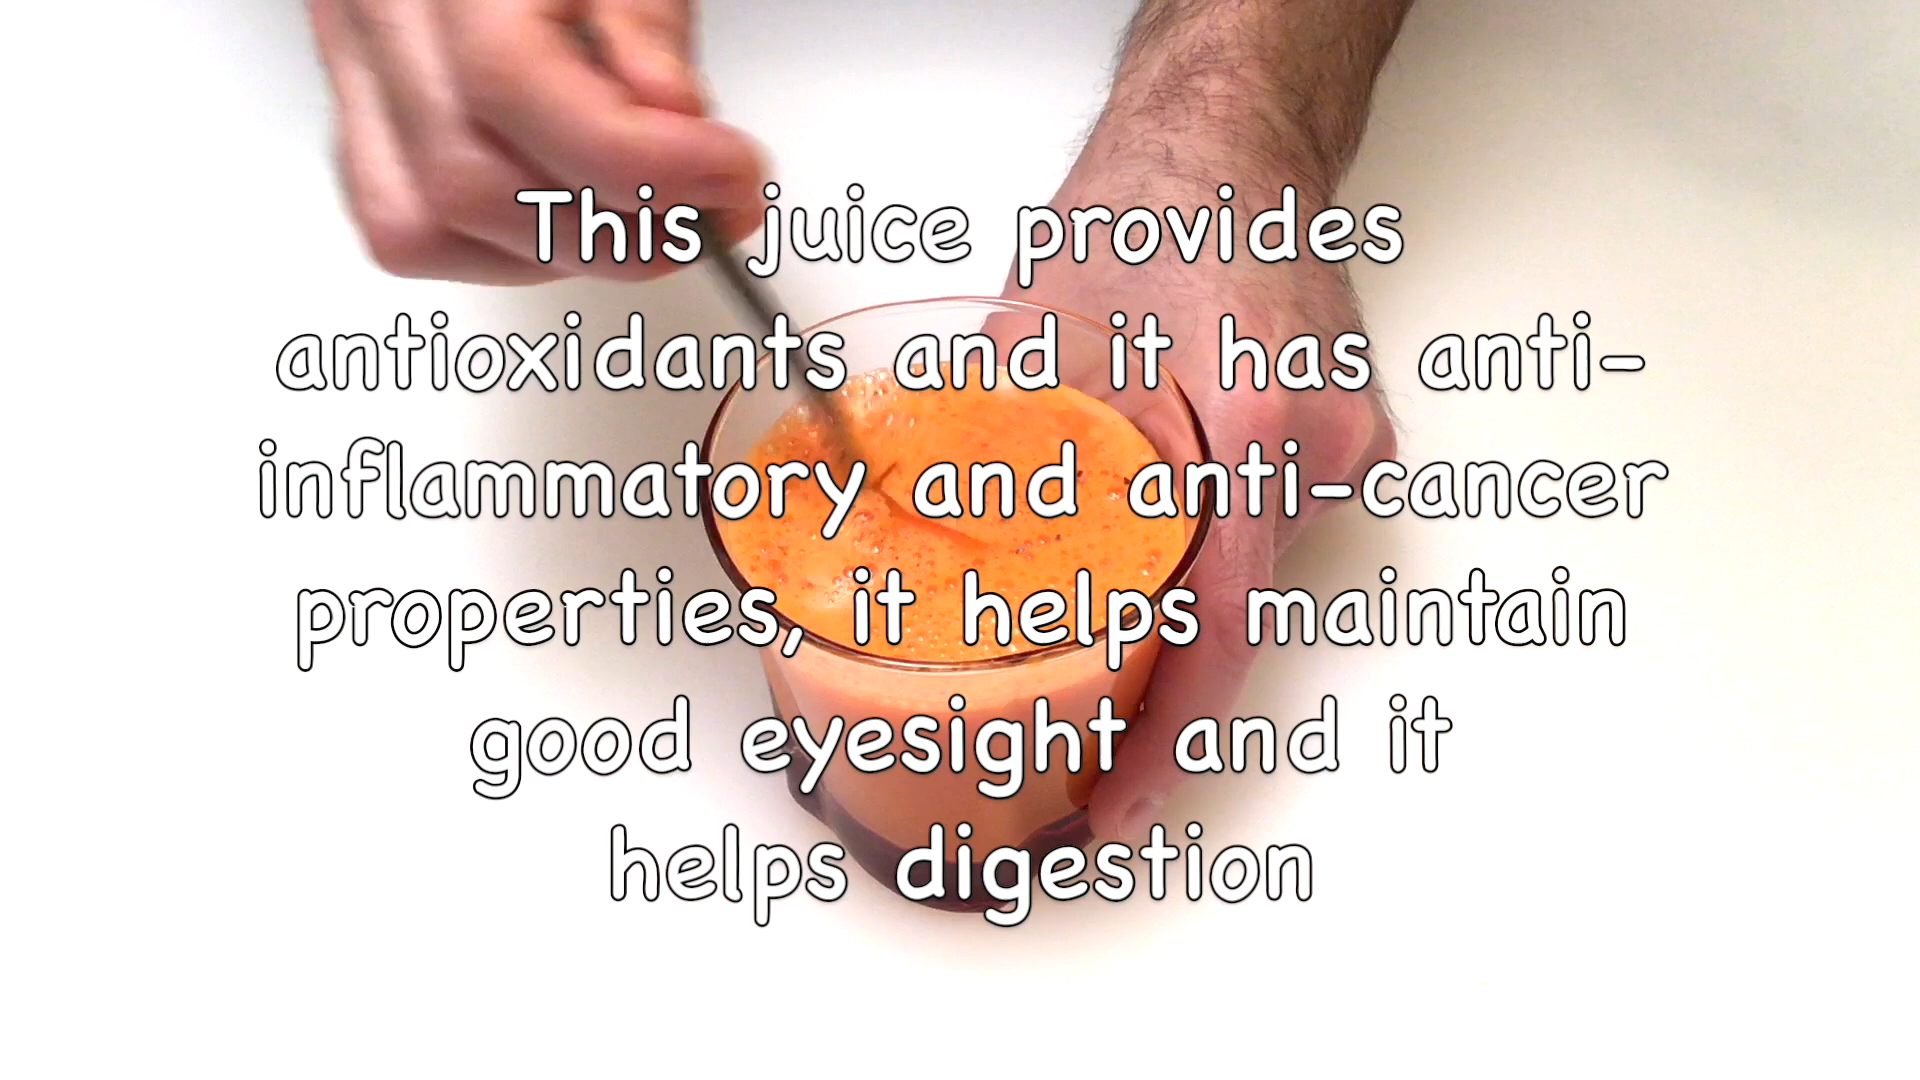 This juice provides
antioxidants and it has anti-
inflammatory and anti-cancer
properties, it helps maintain
good eyesight and it
helps digestion